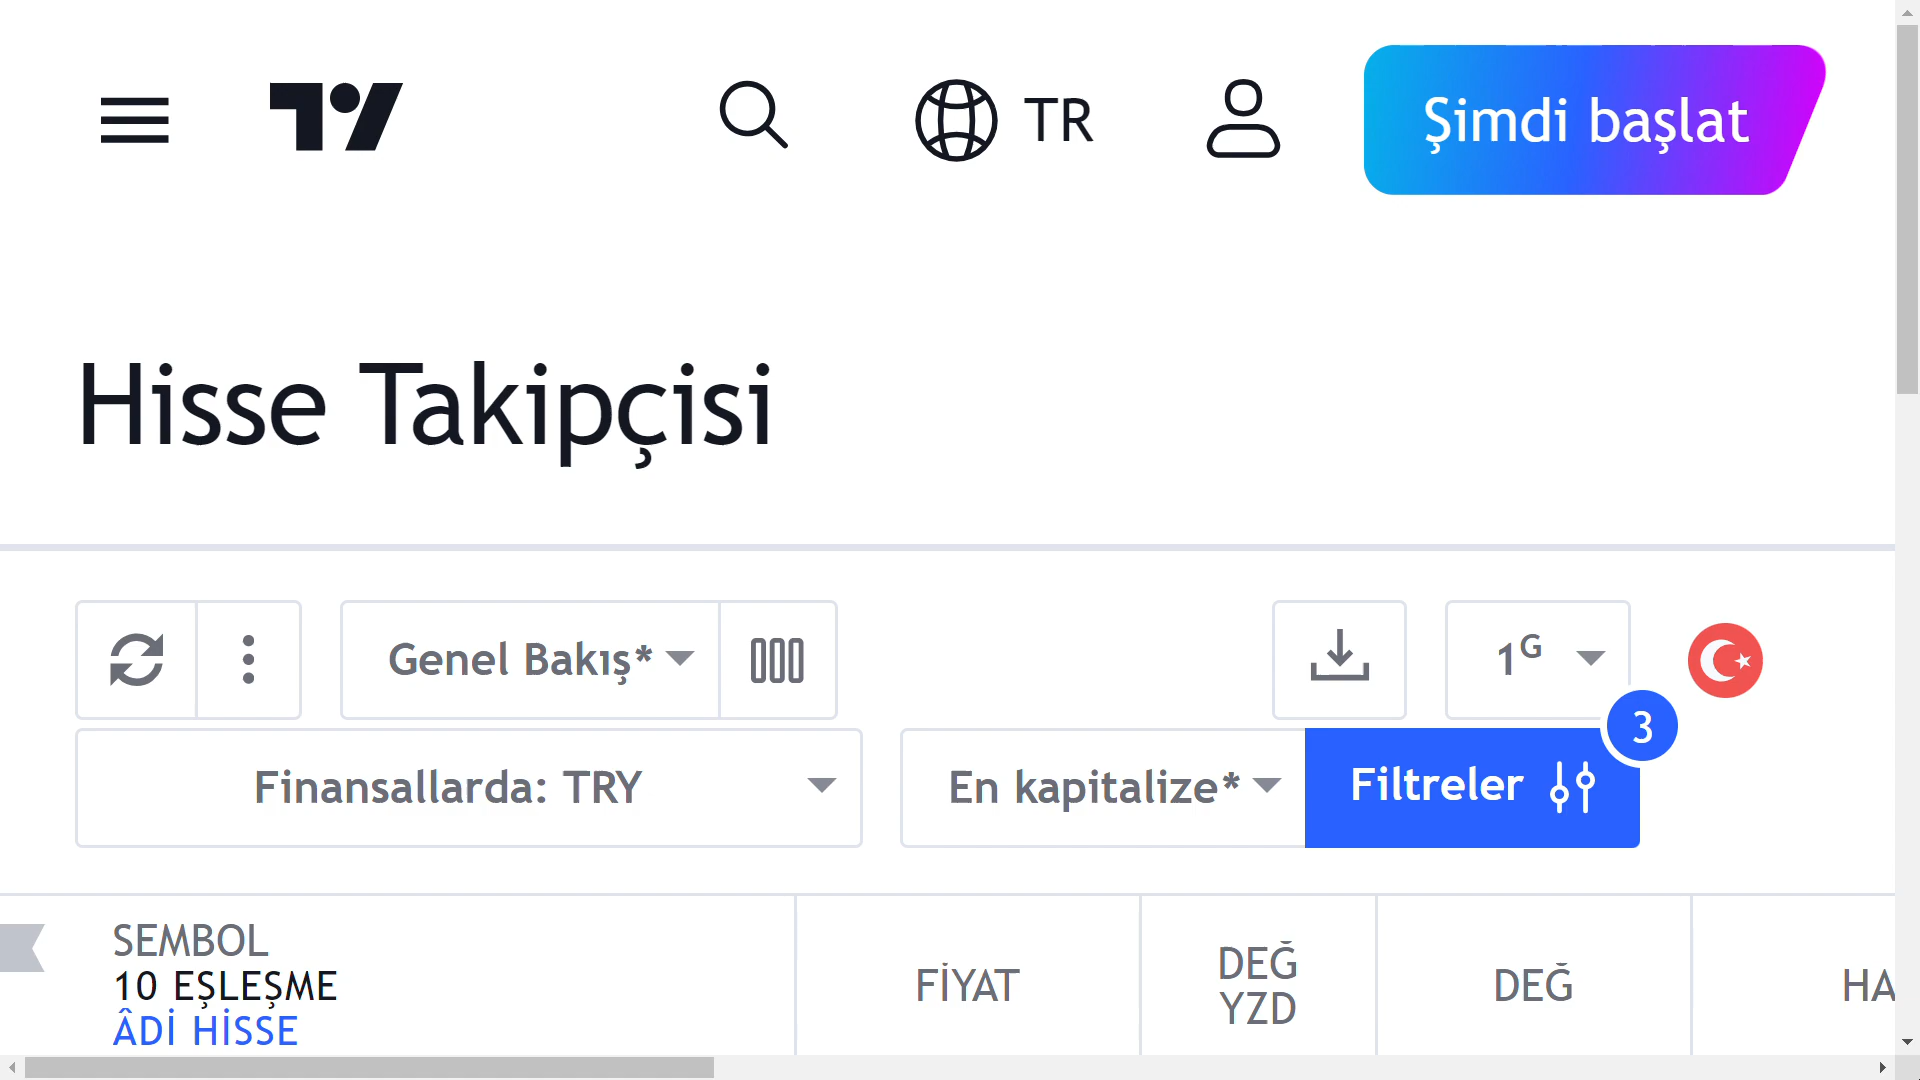 TR
Şimdi başlat
Hisse Takipçisi
Genel Bakış*
1G
Finansallarda: TRY
En kapitalize*
Filtreler
3
SEMBOL
10 EŞLEŞME
ÂDİ HİSSE
FİYAT
DEĞ
YZD
DEĞ
HA